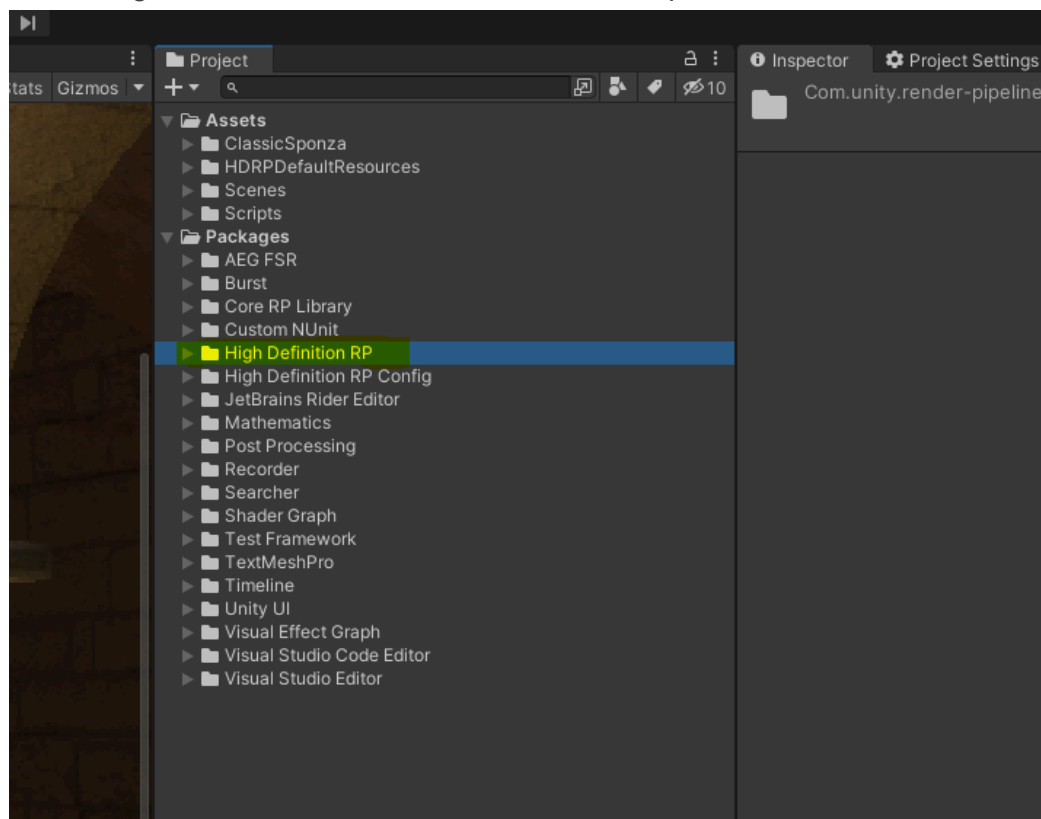 Project
Inspector
Project Settings
Stats Gizmos
10
Com.unity.render-pipeline
Assets
ClassicSponza
HDRPDefaultResources
Scenes
Scripts
Packages
AEG FSR
Burst
Core RP Library
Custom NUnit
High Definition RP
High Definition RP Config
JetBrains Rider Editor
Mathematics
Post Processing
Recorder
Searcher
Shader Graph
Test Framework
TextMeshPro
Timeline
Unity UI
Visual Effect Graph
Visual Studio Code Editor
Visual Studio Editor